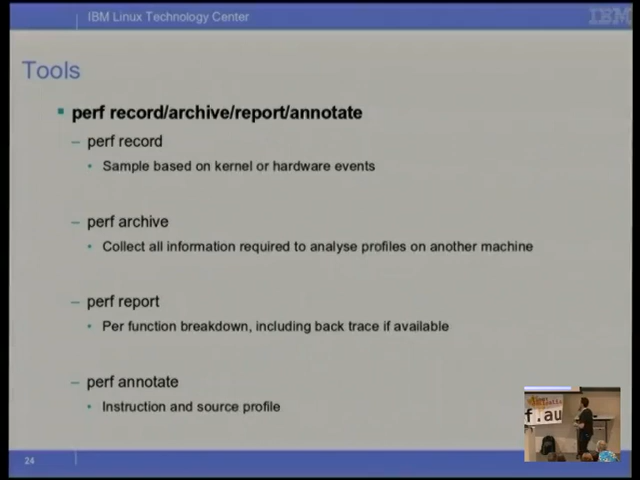 IBM Linux Technology Center
IBM
Tools
perf record/archive/report/annotate
– perf record
• Sample based on kernel or hardware events
– perf archive
• Collect all information required to analyse profiles on another machine
– perf report
• Per function breakdown, including back trace if available
– perf annotate
• Instruction and source profile
f.au
24